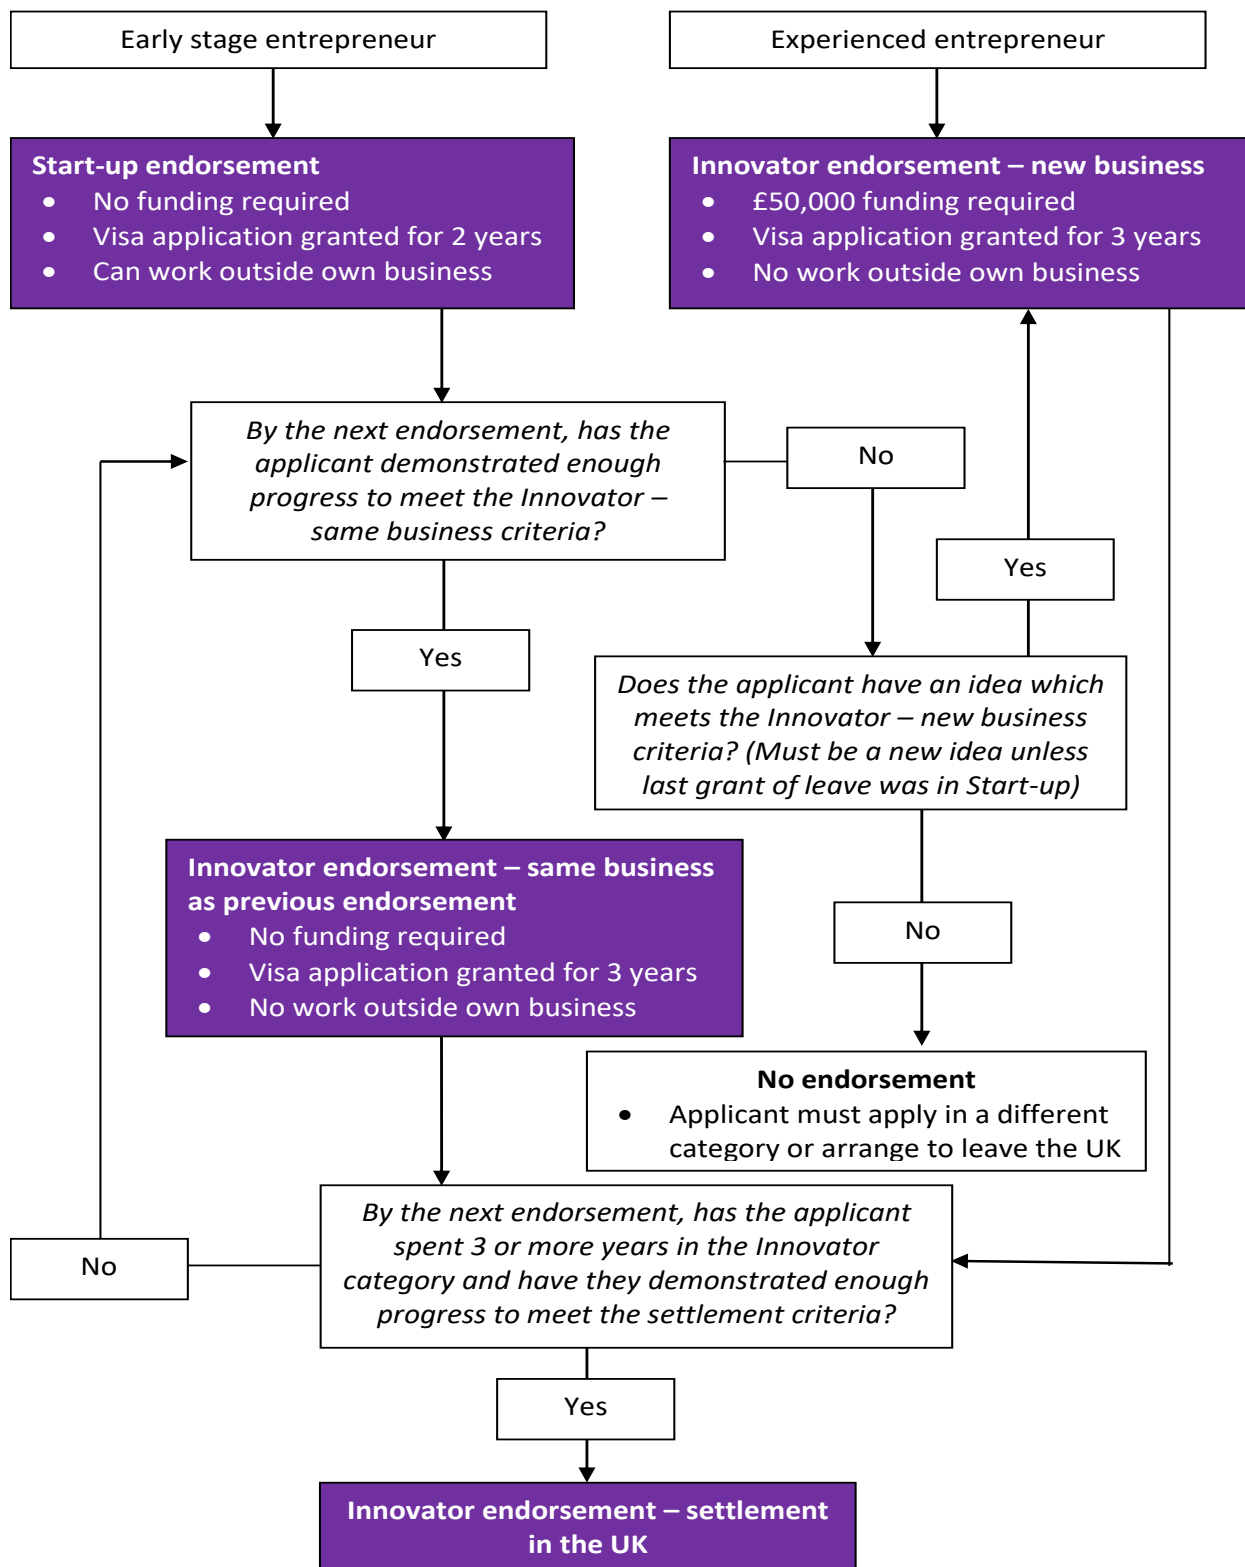 Early stage entrepreneur
Experienced entrepreneur
Start-up endorsement
• No funding required
• Visa application granted for 2 years
• Can work outside own business
Innovator endorsement – new business
• £50,000 funding required
• Visa application granted for 3 years
• No work outside own business
By the next endorsement, has the
applicant demonstrated enough
progress to meet the Innovator –
same business criteria?
No
Yes
Yes
Does the applicant have an idea which
meets the Innovator – new business
criteria? (Must be a new idea unless
last grant of leave was in Start-up)
Innovator endorsement – same business
as previous endorsement
• No funding required
• Visa application granted for 3 years
• No work outside own business
No
No endorsement
• Applicant must apply in a different
category or arrange to leave the UK
By the next endorsement, has the applicant
spent 3 or more years in the Innovator
category and have they demonstrated enough
progress to meet the settlement criteria?
No
Yes
Innovator endorsement – settlement
in the UK